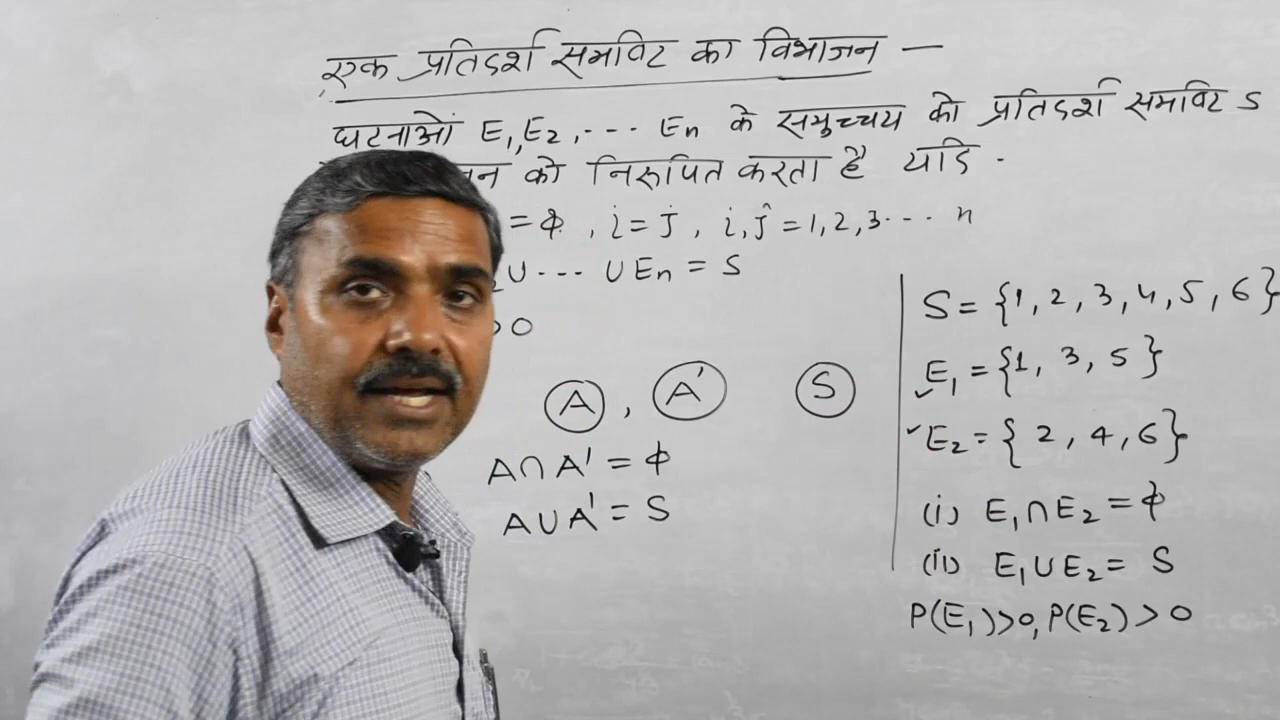 एक प्रतिदर्श समष्टि का विभाजन —
घटनाओं E₁, E₂, --- Eₙ के समुच्चय को प्रतिदर्श समष्टि S
को निरूपित करता है यदि -
= ϕ , i = j , i, j = 1, 2, 3 --- n
∪ --- ∪ Eₙ = S
> 0
A , A'
S
A ∩ A' = ϕ
A ∪ A' = S
S = {1, 2, 3, 4, 5, 6}
E₁ = {1, 3, 5}
E₂ = { 2, 4, 6}
(i) E₁ ∩ E₂ = ϕ
(ii) E₁ ∪ E₂ = S
P(E₁) > 0, P(E₂) > 0